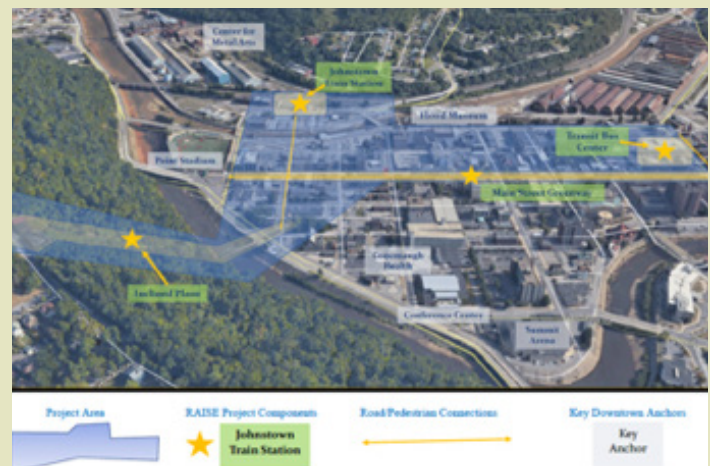 Center for
Metal Arts
Johnstown
Train Station
Flood Museum
Transit Bus
Center
Point Stadium
Main Street Greenway
Conemaugh
Health
Inclined Plane
Conference Center
Summit
Arena
Project Area
RAISE Project Components
Road/Pedestrian Connections
Key Downtown Anchors
Johnstown
Train Station
Key
Anchor